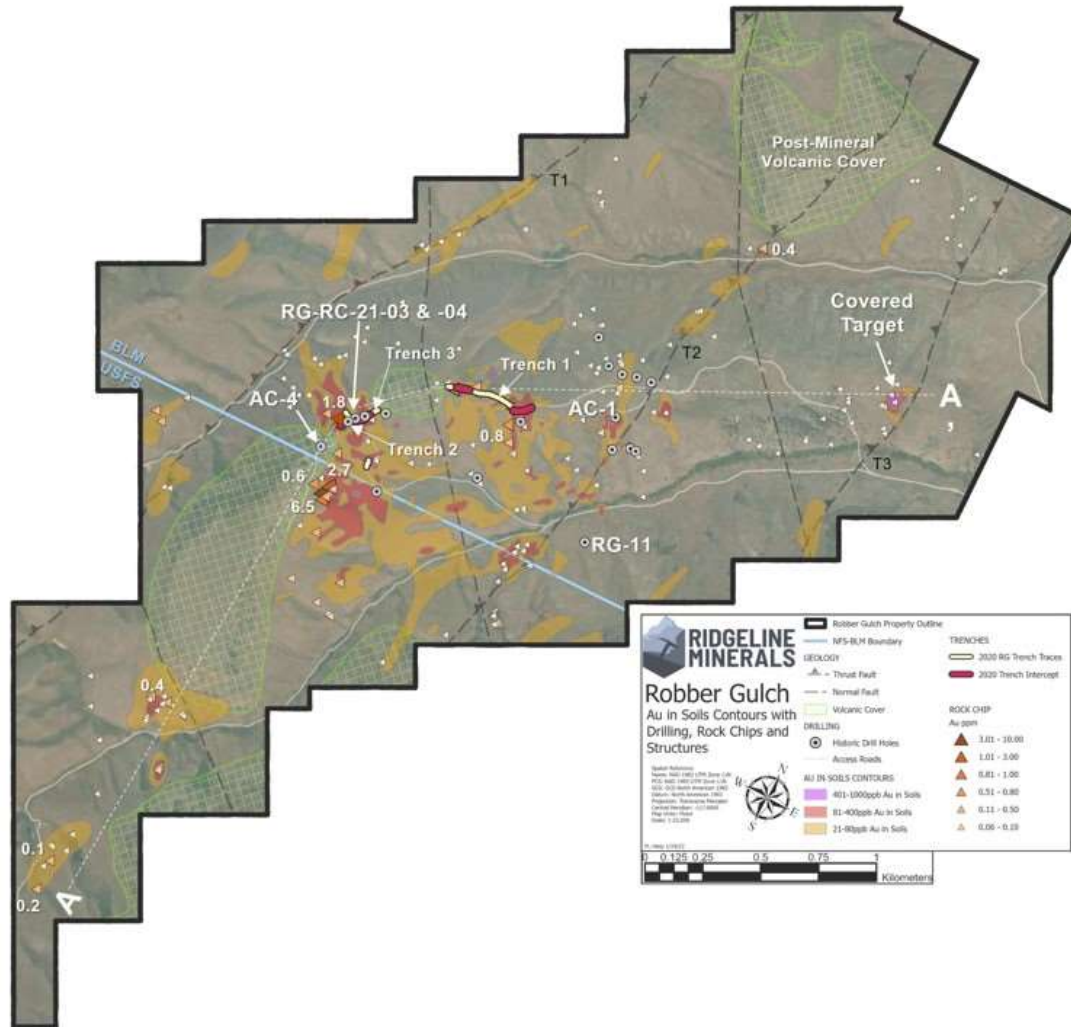 Post-Mineral
Volcanic Cover
T1
0.4
RG-RC-21-03 & -04
Covered
Target
Trench 3
Trench 1
T2
BLM
USFS
AC-4
1.8
AC-1
A'
0.8
Trench 2
0.6
2.7
T3
6.5
RG-11
0.4
0.1
0.2
A
RIDGELINE
MINERALS
Robber Gulch
Au in Soils Contours with
Drilling, Rock Chips and
Structures
N
W
E
S
Robber Gulch Property Outline
NFS-BLM Boundary
GEOLOGY
Thrust Fault
Normal Fault
Volcanic Cover
DRILLING
Historic Drill Holes
Access Roads
AU IN SOILS CONTOURS
401-1000ppb Au in Soils
81-400ppb Au in Soils
21-80ppb Au in Soils
TRENCHES
2020 RG Trench Traces
2020 Trench Intercept
ROCK CHIP
Au ppm
3.01 - 10.00
1.01 - 3.00
0.81 - 1.00
0.51 - 0.80
0.11 - 0.50
0.06 - 0.10
0 0.125 0.25 0.5 0.75 1
Kilometers